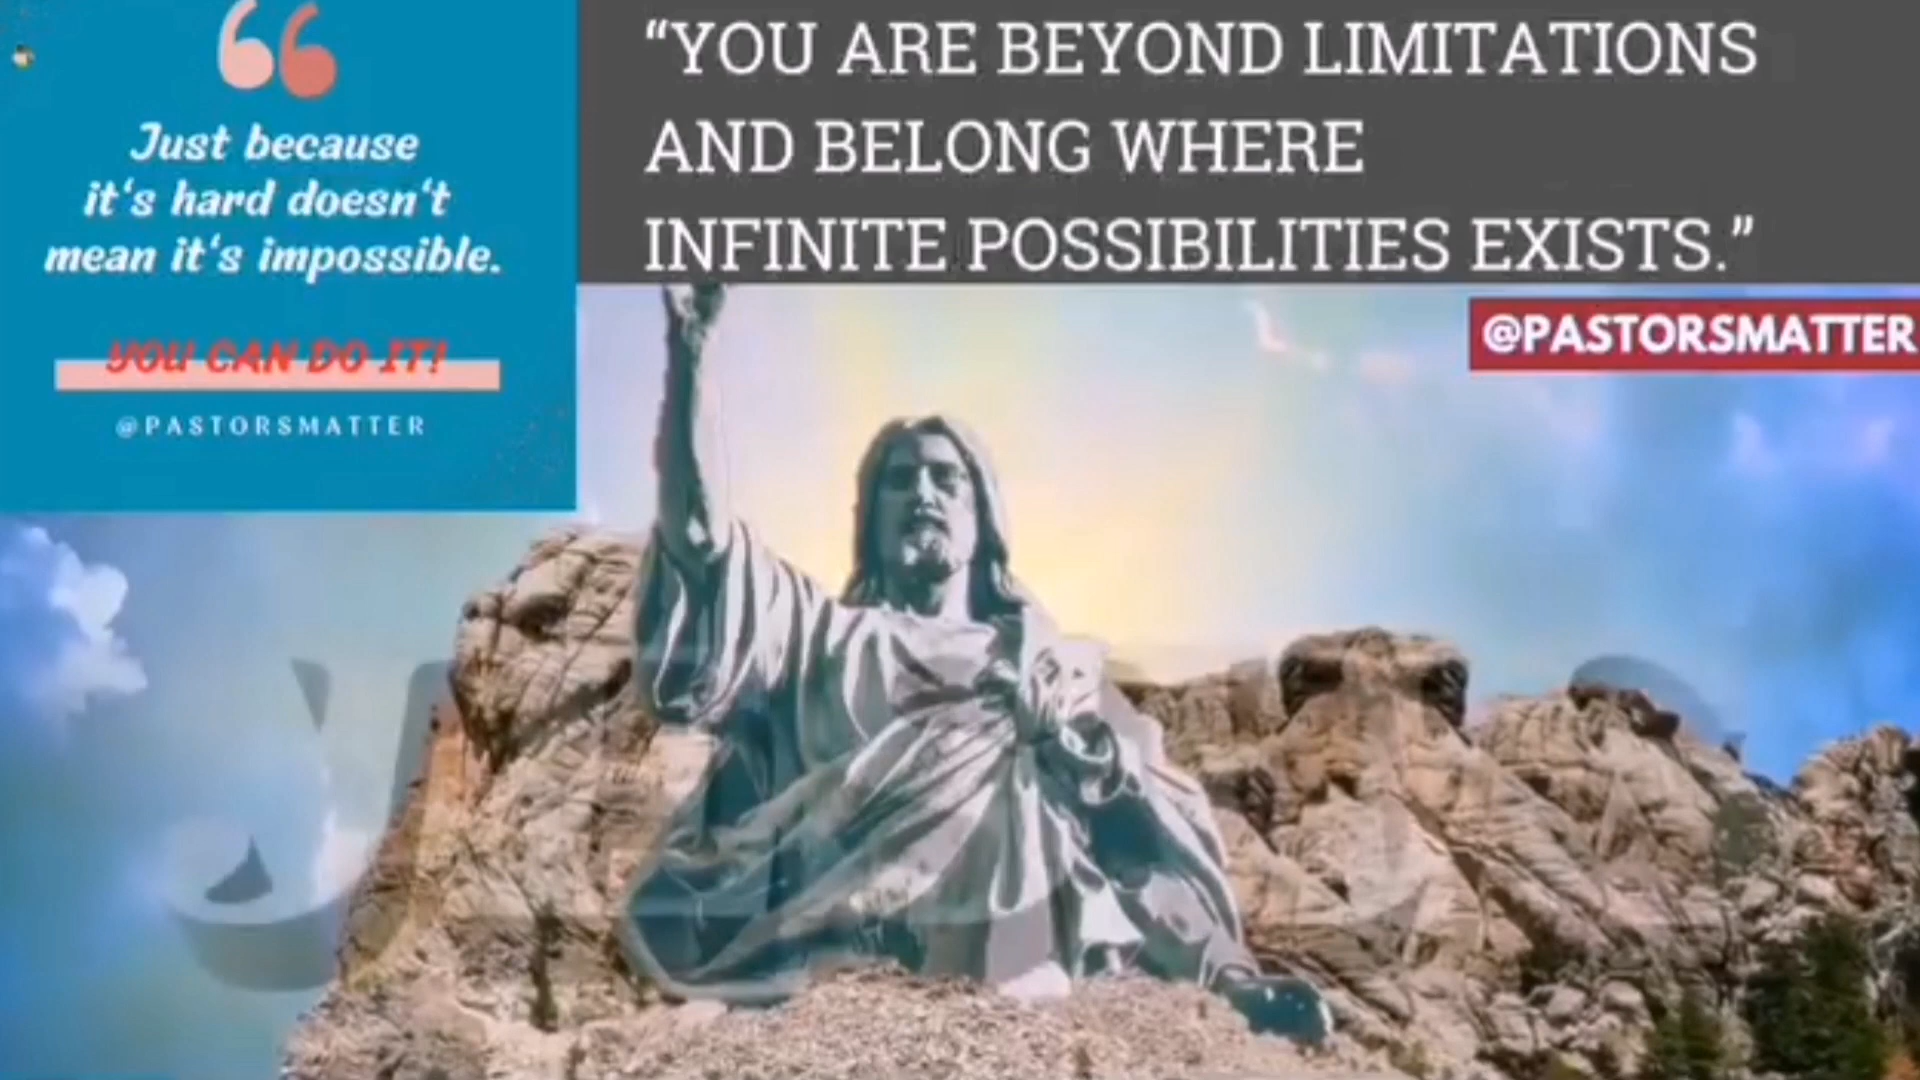 Just because
it‘s hard doesn‘t
mean it‘s impossible.
YOU CAN DO IT!
@PASTORSMATTER
“YOU ARE BEYOND LIMITATIONS
AND BELONG WHERE
INFINITE POSSIBILITIES EXISTS.”
@PASTORSMATTER